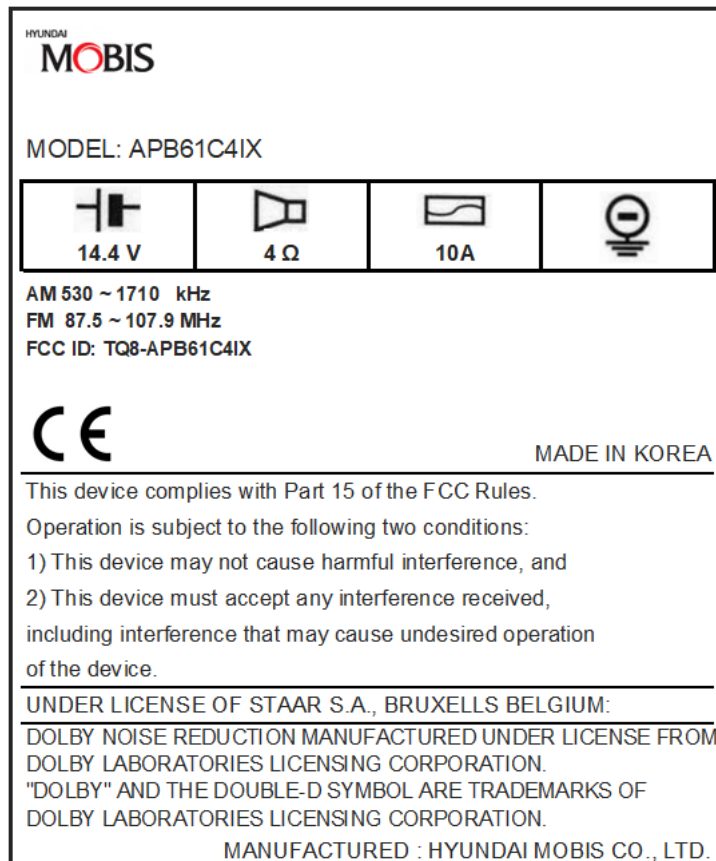 HYUNDAI
MOBIS
MODEL: APB61C4IX
14.4 V
4 Ω
10A
AM 530 ~ 1710 kHz
FM 87.5 ~ 107.9 MHz
FCC ID: TQ8-APB61C4IX
CE
MADE IN KOREA
This device complies with Part 15 of the FCC Rules.
Operation is subject to the following two conditions:
1) This device may not cause harmful interference, and
2) This device must accept any interference received,
including interference that may cause undesired operation
of the device.
UNDER LICENSE OF STAAR S.A., BRUXELLS BELGIUM:
DOLBY NOISE REDUCTION MANUFACTURED UNDER LICENSE FROM
DOLBY LABORATORIES LICENSING CORPORATION.
"DOLBY" AND THE DOUBLE-D SYMBOL ARE TRADEMARKS OF
DOLBY LABORATORIES LICENSING CORPORATION.
MANUFACTURED : HYUNDAI MOBIS CO., LTD.